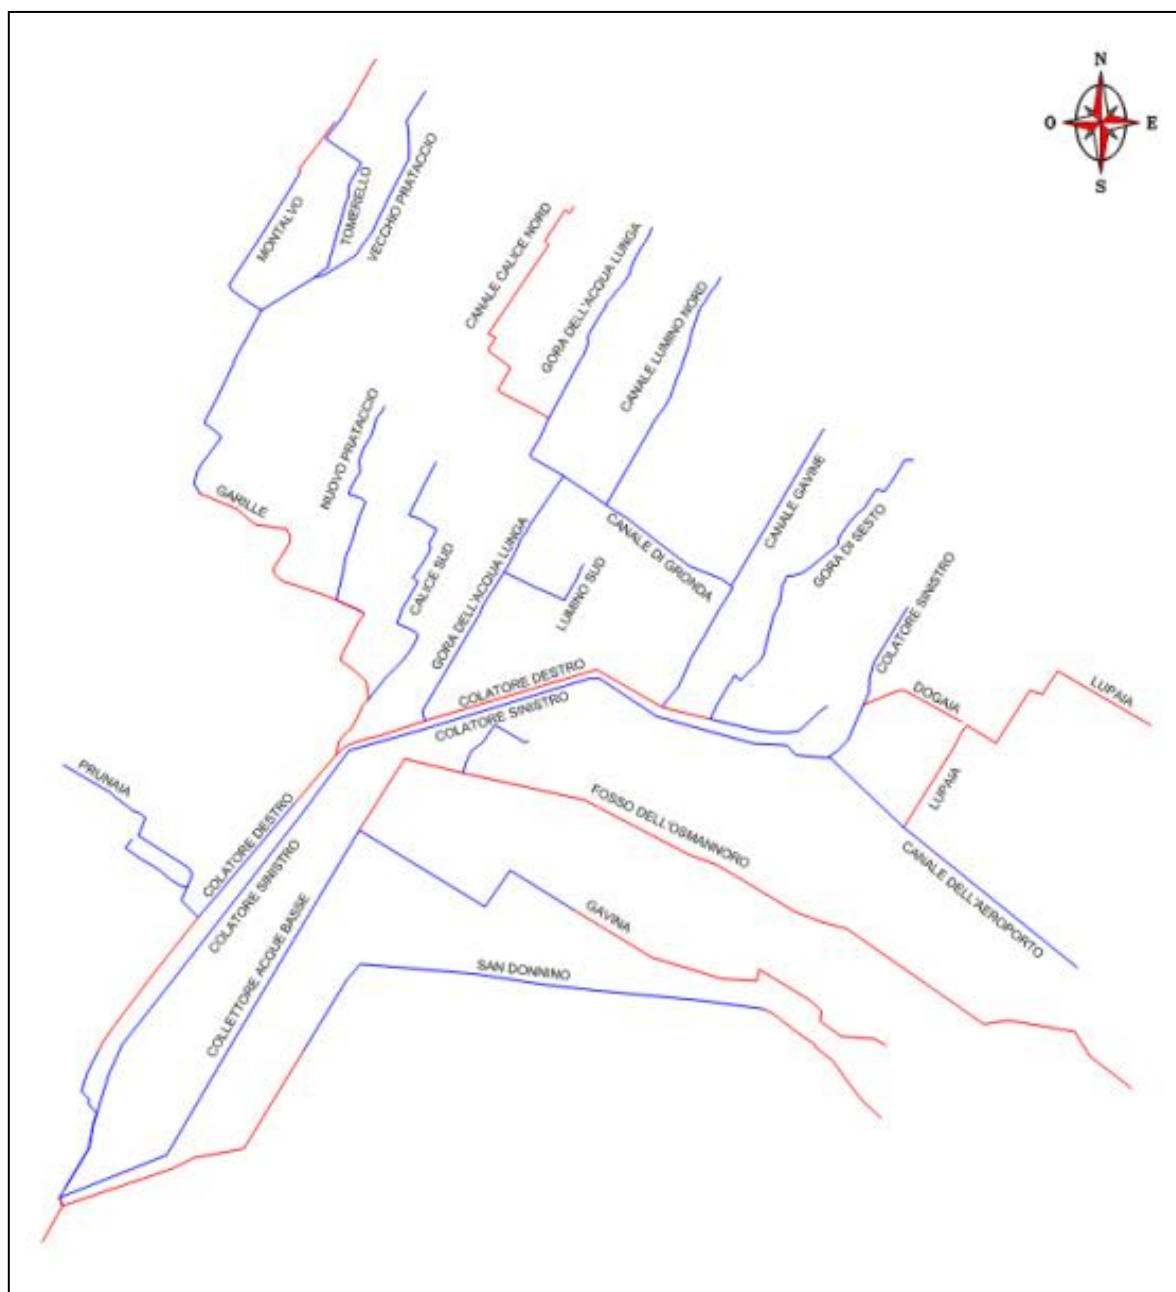 N
O
E
S
MONTALVO
TOMERELLO
VECCHIO PRATACCIO
CANALE CALICE NORD
GORA DELL'ACQUA LUNGA
CANALE LUMINO NORD
NUOVO PRATACCIO
GARILLE
CALICE SUD
GORA DELL'ACQUA LUNGA
LUMINO SUD
CANALE DI GRONDA
CANALE GAVINE
GORA DI SESTO
COLATORE SINISTRO
DOGAIA
LUPAIA
LUPAIA
COLATORE DESTRO
COLATORE SINISTRO
PRUNAIA
COLATORE DESTRO
COLATORE SINISTRO
COLLETTORE ACQUE BASSE
FOSSO DELL'OSMANNORO
CANALE DELL'AEROPORTO
GAVINA
SAN DONNINO